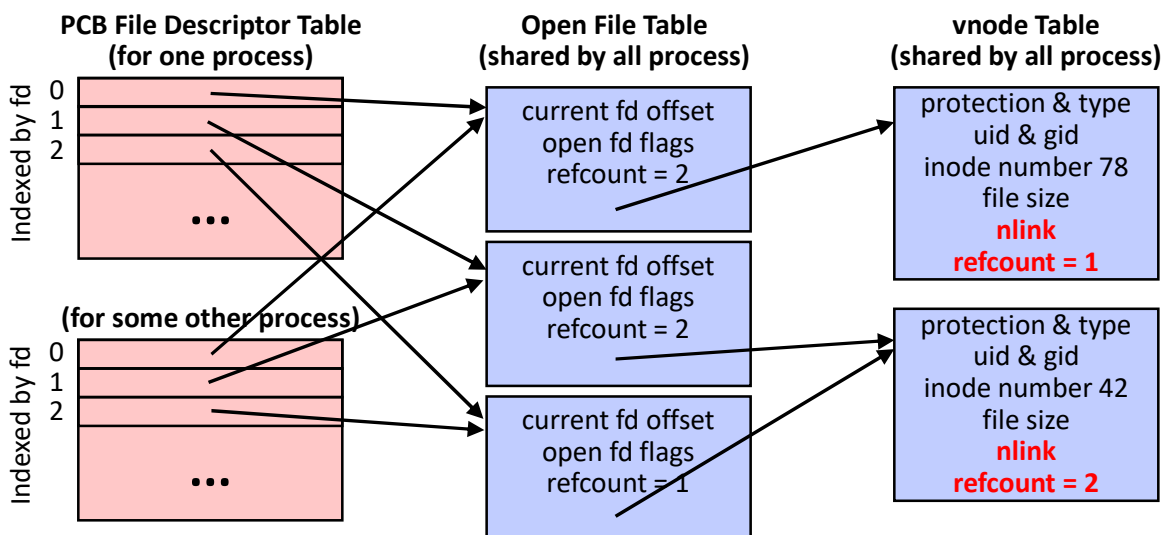 PCB File Descriptor Table
(for one process)
Indexed by fd
0
1
2
...
(for some other process)
Indexed by fd
0
1
2
...
Open File Table
(shared by all process)
current fd offset
open fd flags
refcount = 2
current fd offset
open fd flags
refcount = 2
current fd offset
open fd flags
refcount = 1
vnode Table
(shared by all process)
protection & type
uid & gid
inode number 78
file size
nlink
refcount = 1
protection & type
uid & gid
inode number 42
file size
nlink
refcount = 2